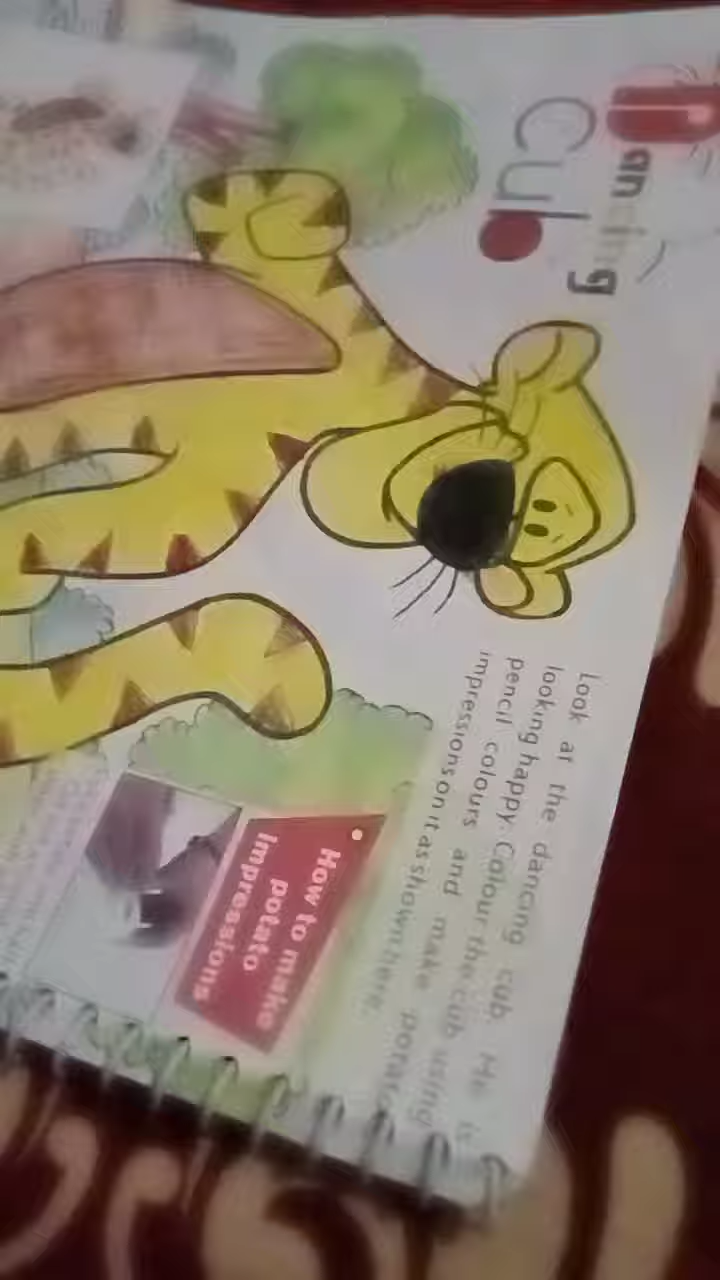 Dancing
Cub
Look at the dancing cub. He is
looking happy. Colour the cub using
pencil colours and make potato
impressions on it as shown here.
• How to make
potato
impressions